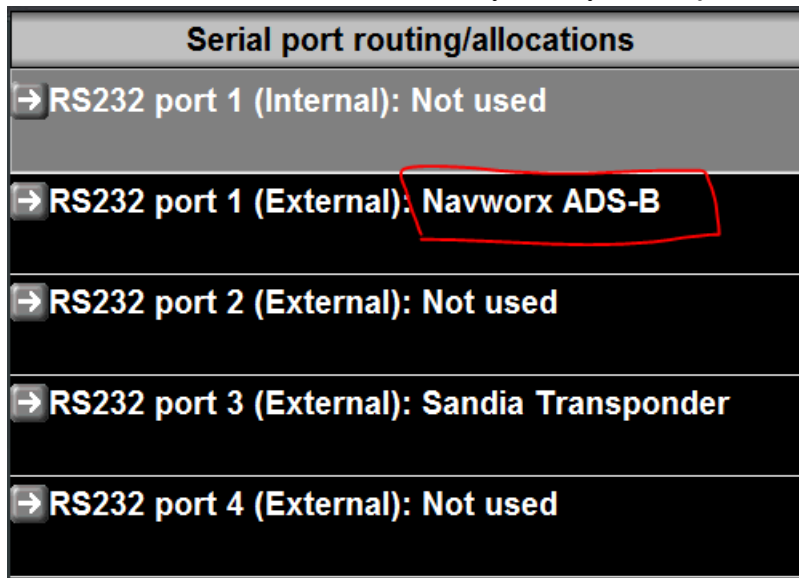 Serial port routing/allocations
RS232 port 1 (Internal): Not used
RS232 port 1 (External): Navworx ADS-B
RS232 port 2 (External): Not used
RS232 port 3 (External): Sandia Transponder
RS232 port 4 (External): Not used